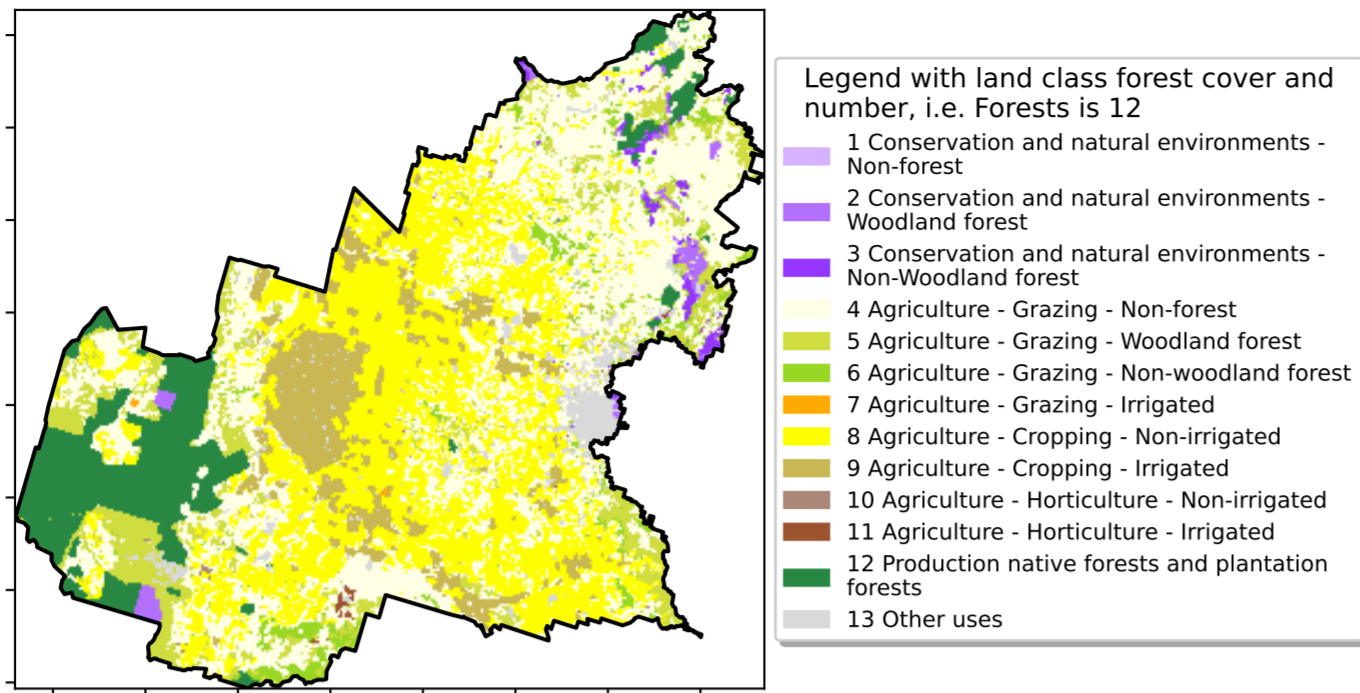 Legend with land class forest cover and
number, i.e. Forests is 12
1 Conservation and natural environments -
Non-forest
2 Conservation and natural environments -
Woodland forest
3 Conservation and natural environments -
Non-Woodland forest
4 Agriculture - Grazing - Non-forest
5 Agriculture - Grazing - Woodland forest
6 Agriculture - Grazing - Non-woodland forest
7 Agriculture - Grazing - Irrigated
8 Agriculture - Cropping - Non-irrigated
9 Agriculture - Cropping - Irrigated
10 Agriculture - Horticulture - Non-irrigated
11 Agriculture - Horticulture - Irrigated
12 Production native forests and plantation
forests
13 Other uses